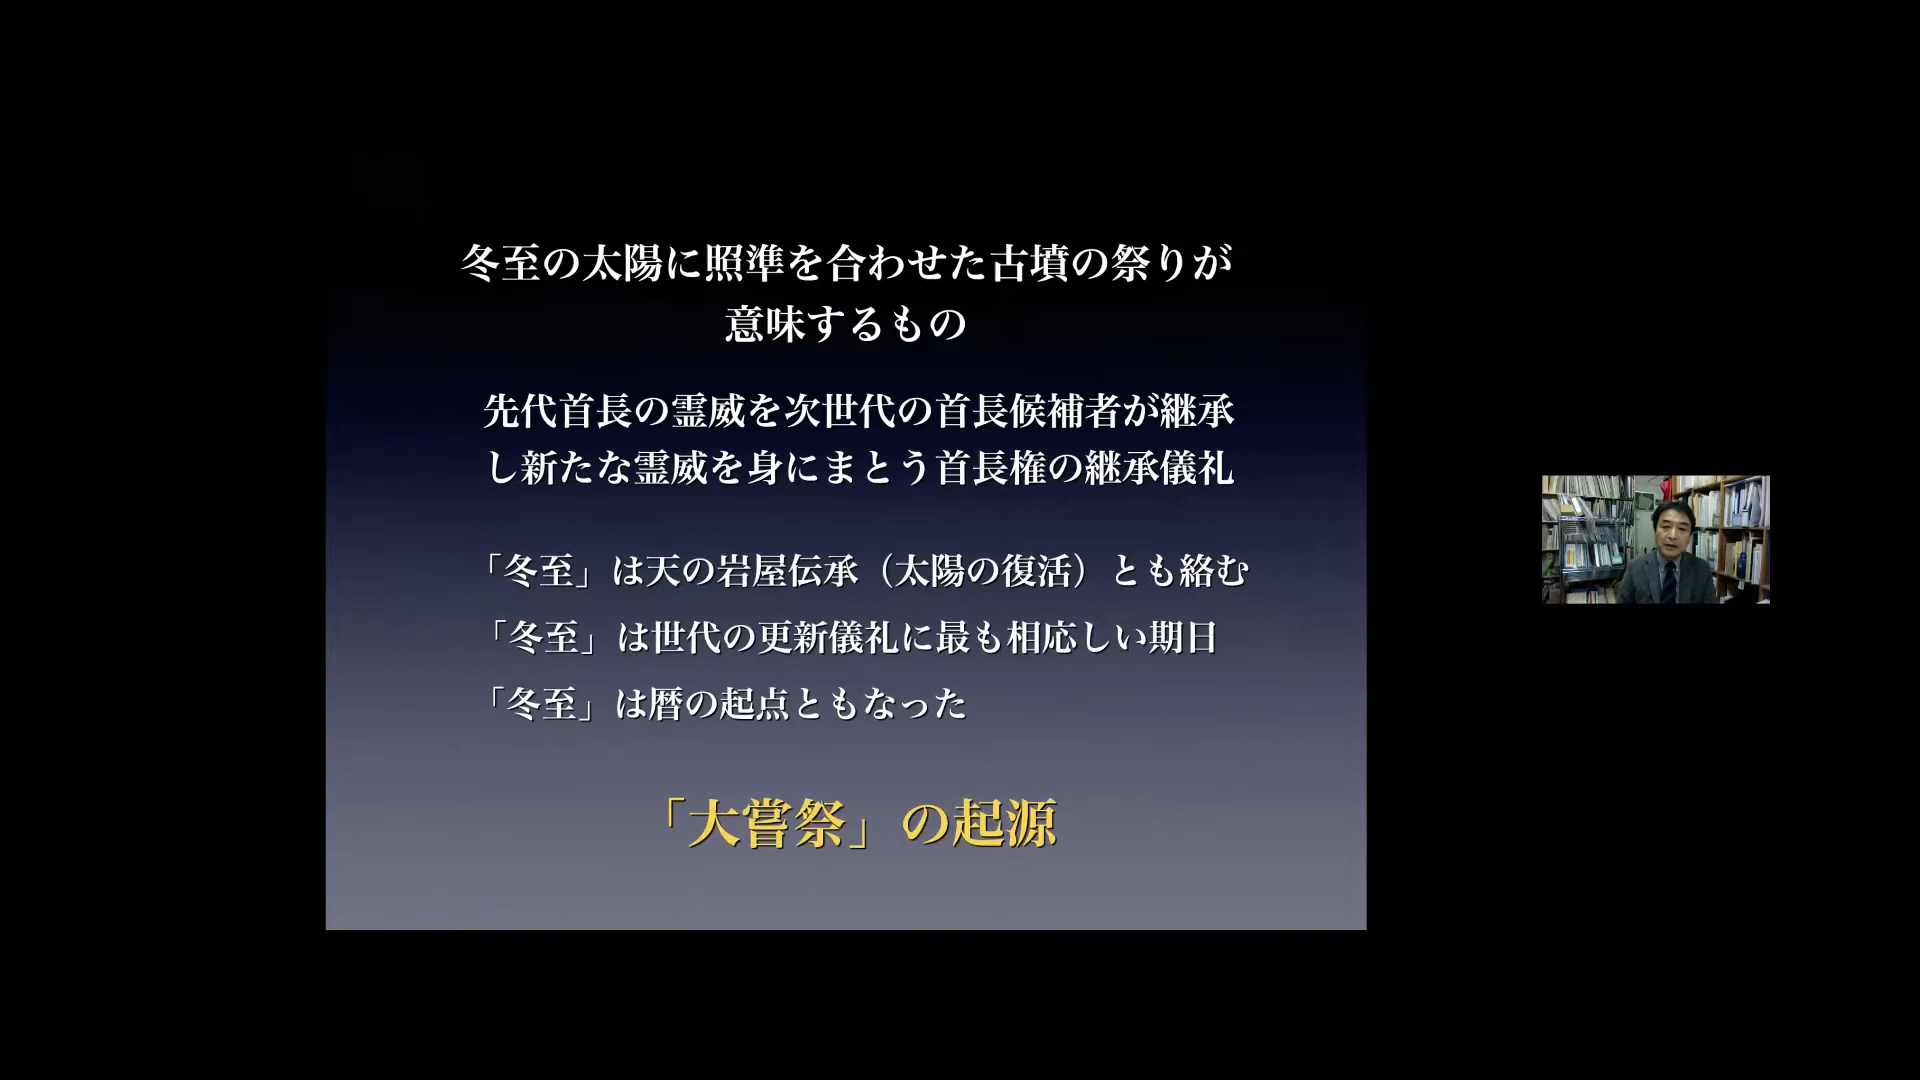 冬至の太陽に照準を合わせた古墳の祭りが
意味するもの
先代首長の霊威を次世代の首長候補者が継承
し新たな霊威を身にまとう首長権の継承儀礼
「冬至」は天の岩屋伝承（太陽の復活）とも絡む
「冬至」は世代の更新儀礼に最も相応しい期日
「冬至」は暦の起点ともなった
「大嘗祭」の起源